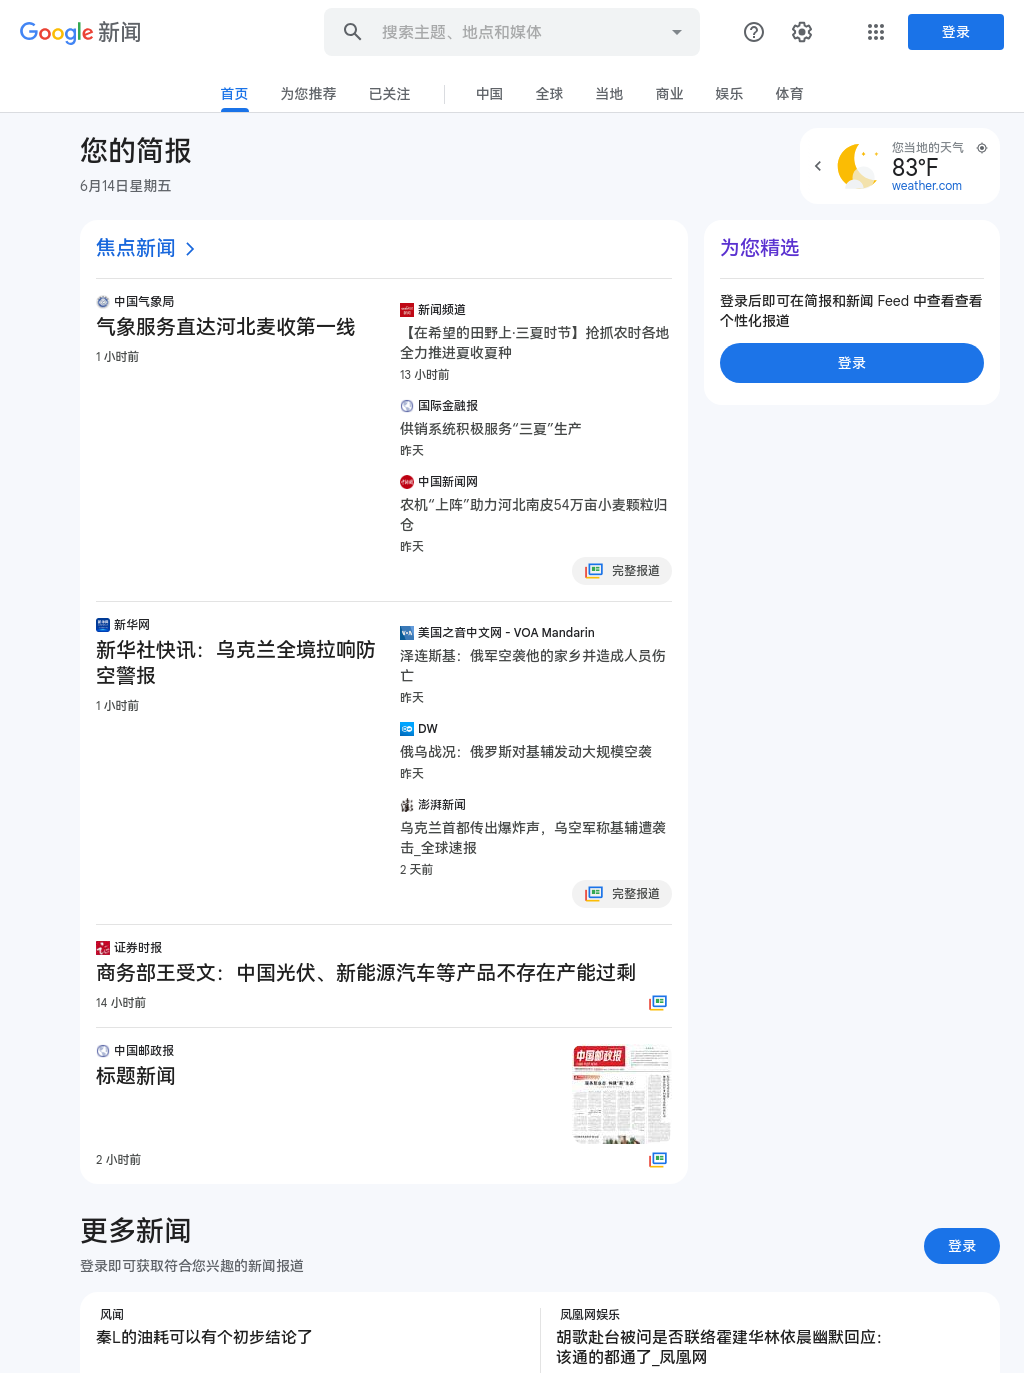 Google 新闻
搜索主题、地点和媒体
登录
首页 为您推荐 已关注 中国 全球 当地 商业 娱乐 体育
您的简报
6月14日星期五
您当地的天气
83°F
weather.com
焦点新闻
中国气象局
气象服务直达河北麦收第一线
1 小时前
新闻频道
【在希望的田野上·三夏时节】抢抓农时各地
全力推进夏收夏种
13 小时前
国际金融报
供销系统积极服务“三夏”生产
昨天
中国新闻网
农机“上阵”助力河北南皮54万亩小麦颗粒归
仓
昨天
完整报道
为您精选
登录后即可在简报和新闻 Feed 中查看查看
个性化报道
登录
新华网
新华社快讯：乌克兰全境拉响防
空警报
1 小时前
美国之音中文网 - VOA Mandarin
泽连斯基：俄军空袭他的家乡并造成人员伤
亡
昨天
DW
俄乌战况：俄罗斯对基辅发动大规模空袭
昨天
澎湃新闻
乌克兰首都传出爆炸声，乌空军称基辅遭袭
击_全球速报
2 天前
完整报道
证券时报
商务部王受文：中国光伏、新能源汽车等产品不存在产能过剩
14 小时前
中国邮政报
标题新闻
中国邮政报
2 小时前
更多新闻
登录即可获取符合您兴趣的新闻报道
登录
风闻
秦L的油耗可以有个初步结论了
凤凰网娱乐
胡歌赴台被问是否联络霍建华林依晨幽默回应：
该通的都通了_凤凰网